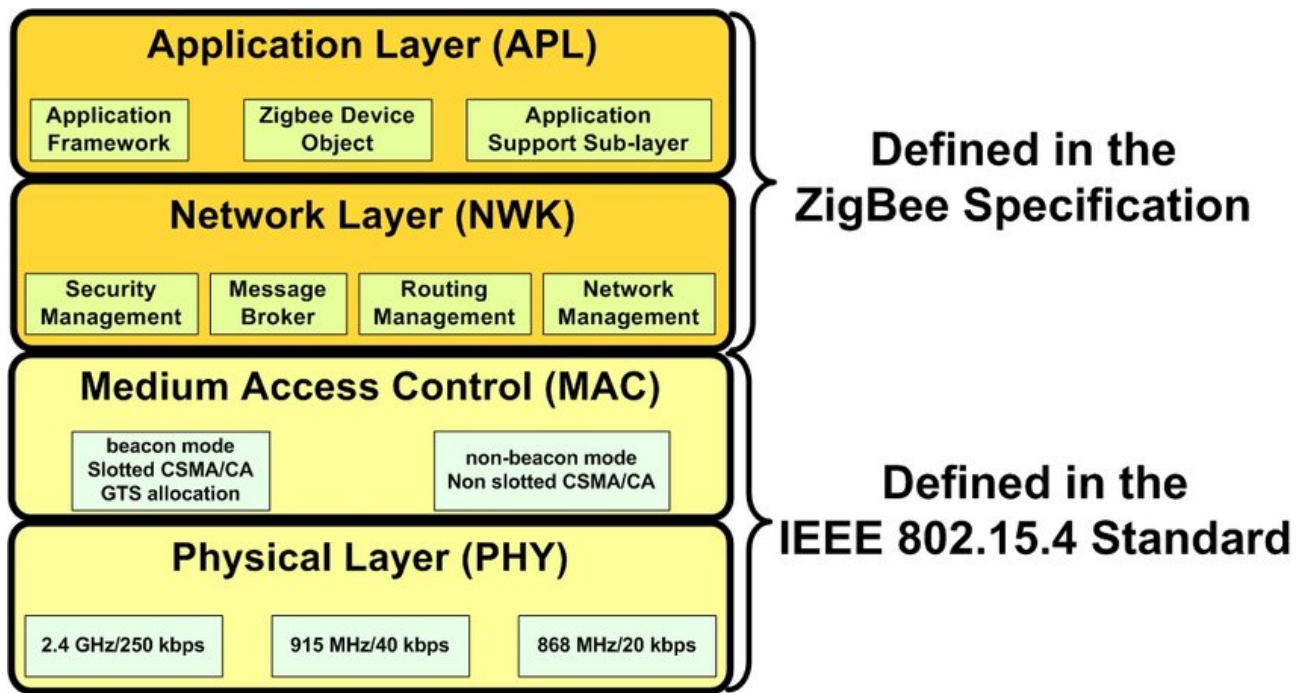 Application Layer (APL)
Application
Framework
Zigbee Device
Object
Application
Support Sub-layer
Defined in the
ZigBee Specification
Network Layer (NWK)
Security
Management
Message
Broker
Routing
Management
Network
Management
Medium Access Control (MAC)
beacon mode
Slotted CSMA/CA
GTS allocation
non-beacon mode
Non slotted CSMA/CA
Defined in the
IEEE 802.15.4 Standard
Physical Layer (PHY)
2.4 GHz/250 kbps
915 MHz/40 kbps
868 MHz/20 kbps